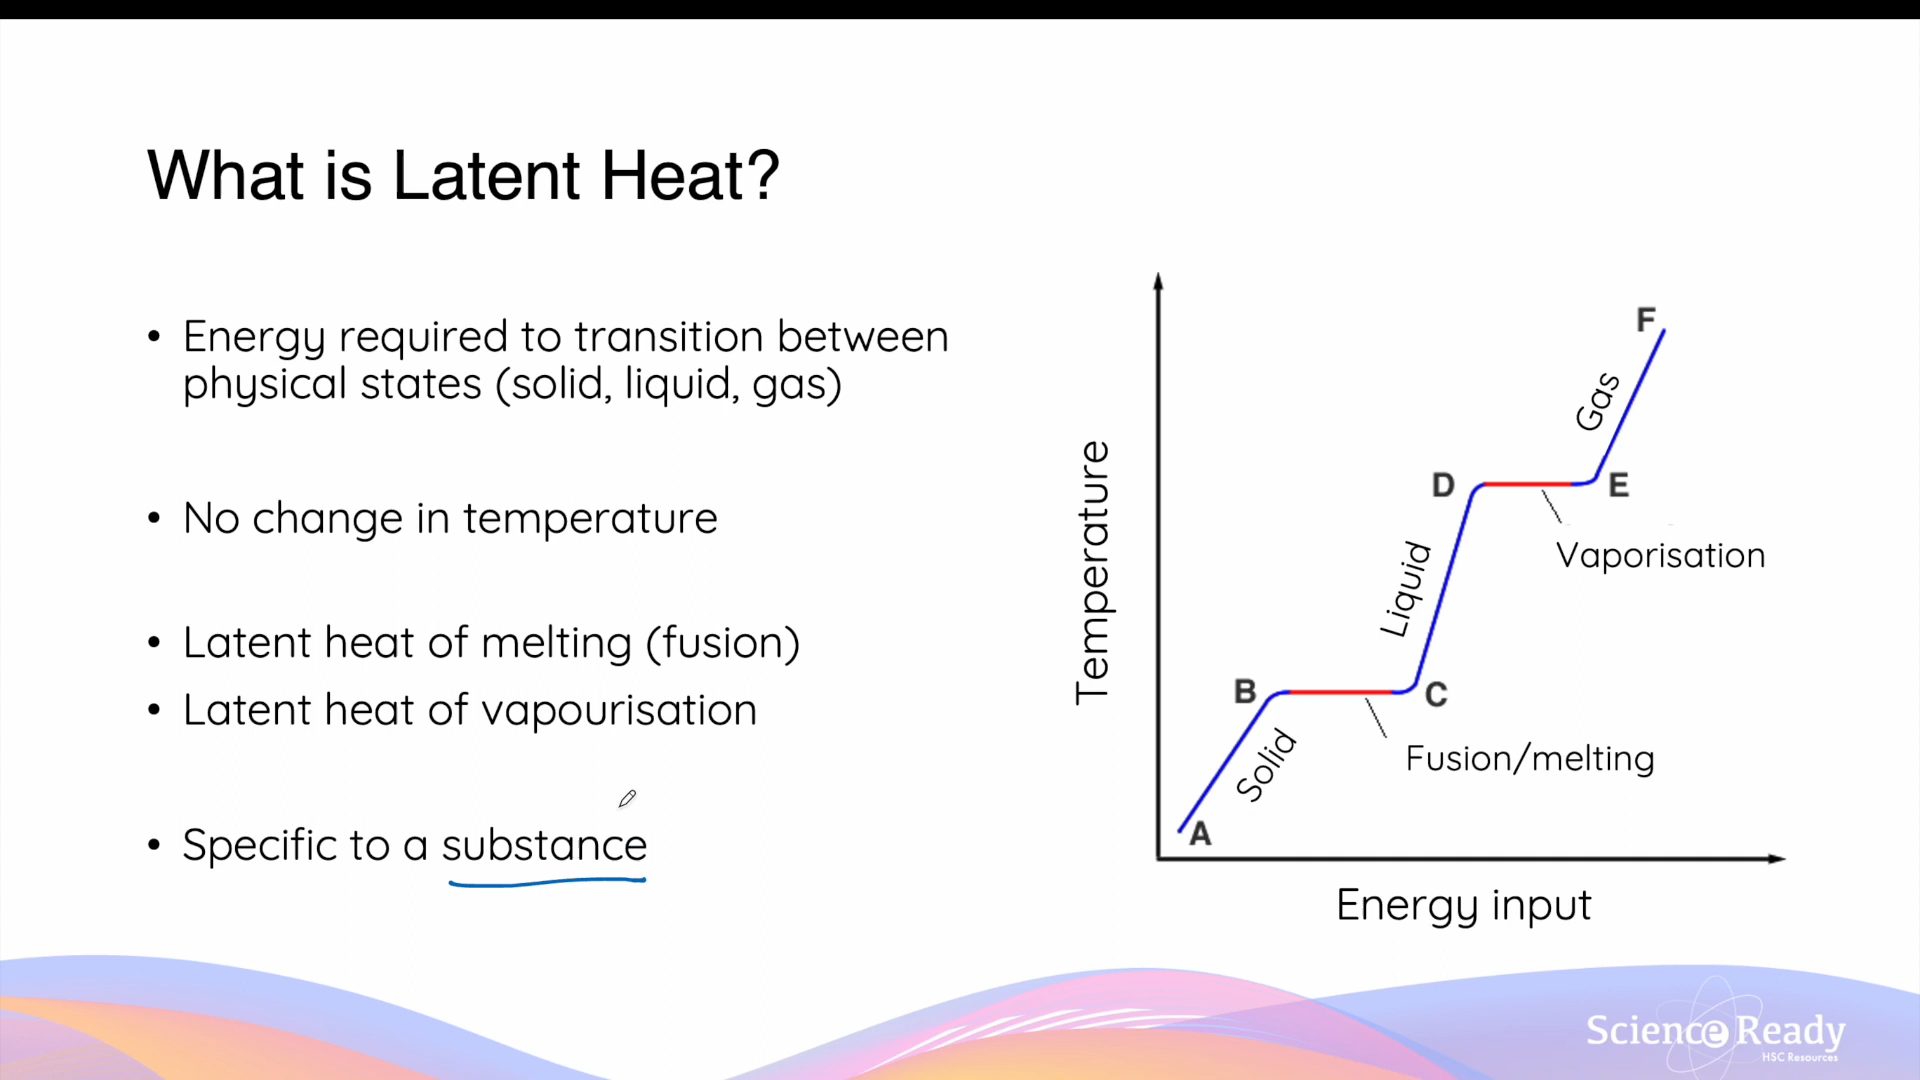 What is Latent Heat?
• Energy required to transition between
physical states (solid, liquid, gas)
• No change in temperature
• Latent heat of melting (fusion)
• Latent heat of vapourisation
• Specific to a substance
Temperature
F
Gas
D
E
Vaporisation
Liquid
B
C
Solid
Fusion/melting
A
Energy input
Science Ready
HSC Resources